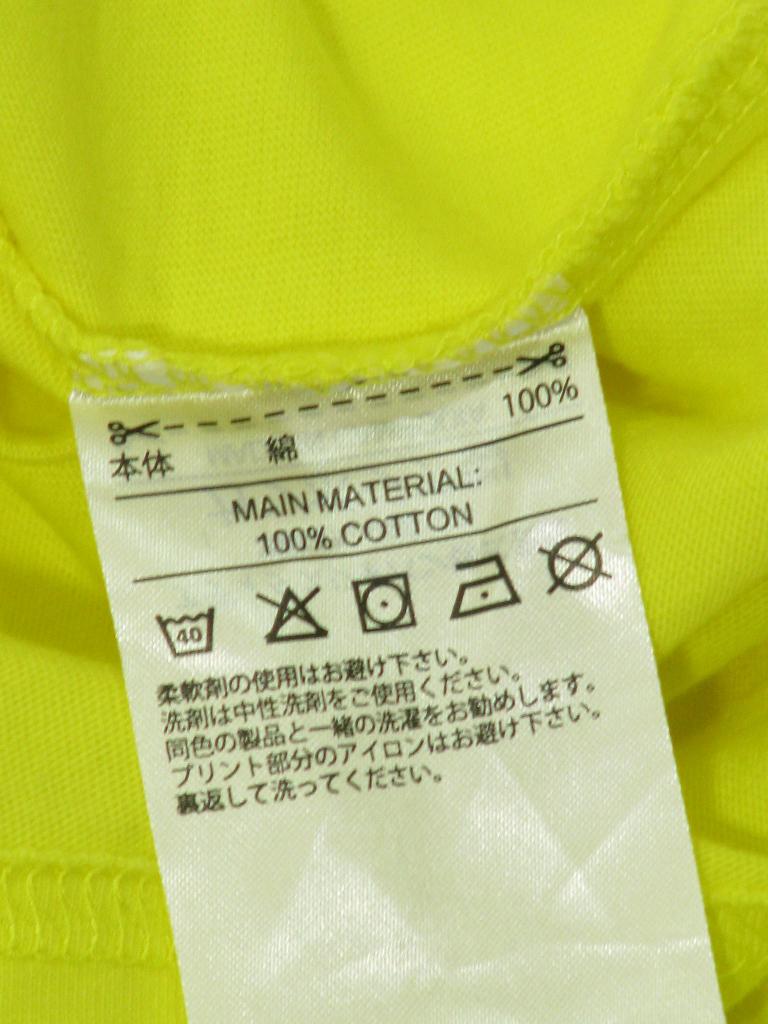 本体 綿 100%
MAIN MATERIAL:
100% COTTON
40
柔軟剤の使用はお避け下さい。
洗剤は中性洗剤をご使用ください。
同色の製品と一緒の洗濯をお勧めします。
プリント部分のアイロンはお避け下さい。
裏返して洗ってください。